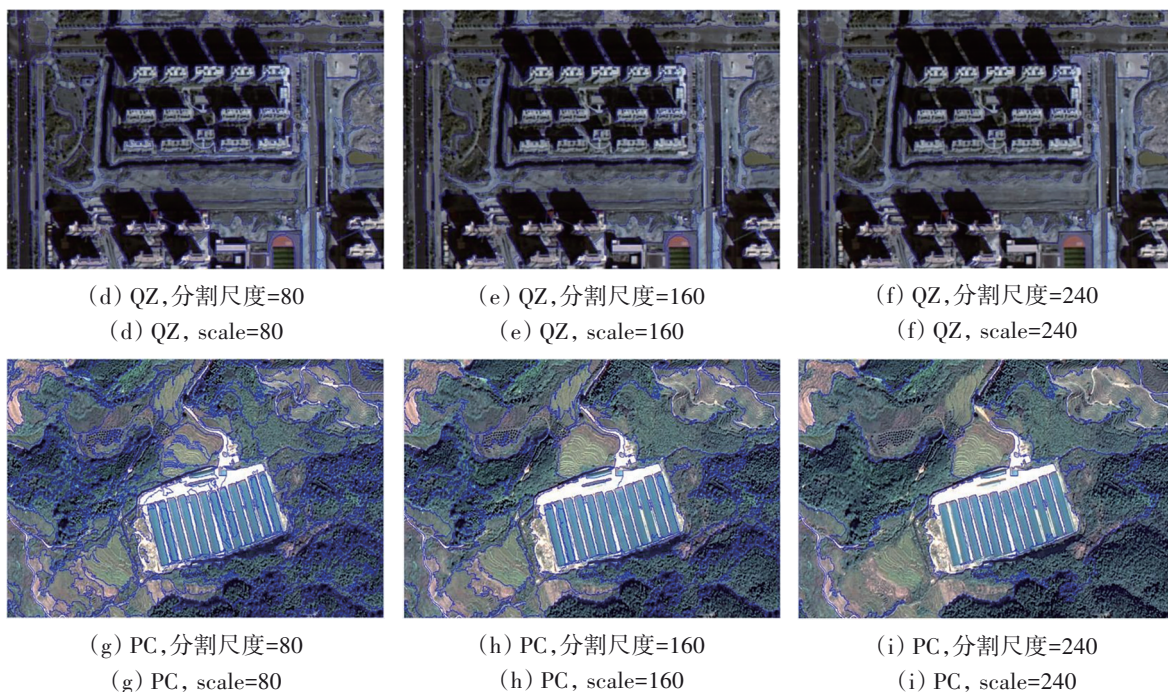 (d) QZ,分割尺度=80
(e) QZ,分割尺度=160
(f) QZ,分割尺度=240
(d) QZ, scale=80
(e) QZ, scale=160
(f) QZ, scale=240
(g) PC,分割尺度=80
(h) PC,分割尺度=160
(i) PC,分割尺度=240
(g) PC, scale=80
(h) PC, scale=160
(i) PC, scale=240